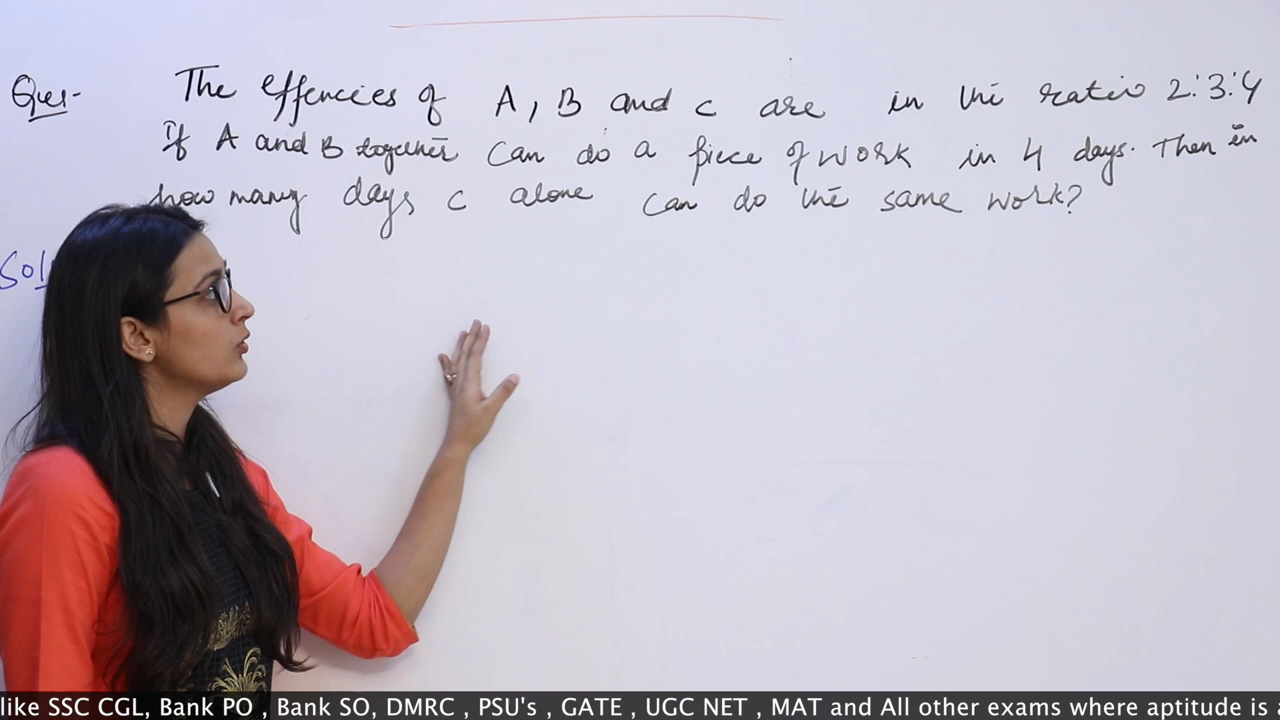 Ques- The effencies of A, B and C are in the ratio 2:3:4
If A and B together can do a piece of work in 4 days. Then in
how many days C alone can do the same work?
Sol
like SSC CGL, Bank PO , Bank SO, DMRC , PSU's , GATE , UGC NET , MAT and All other exams where aptitude is a